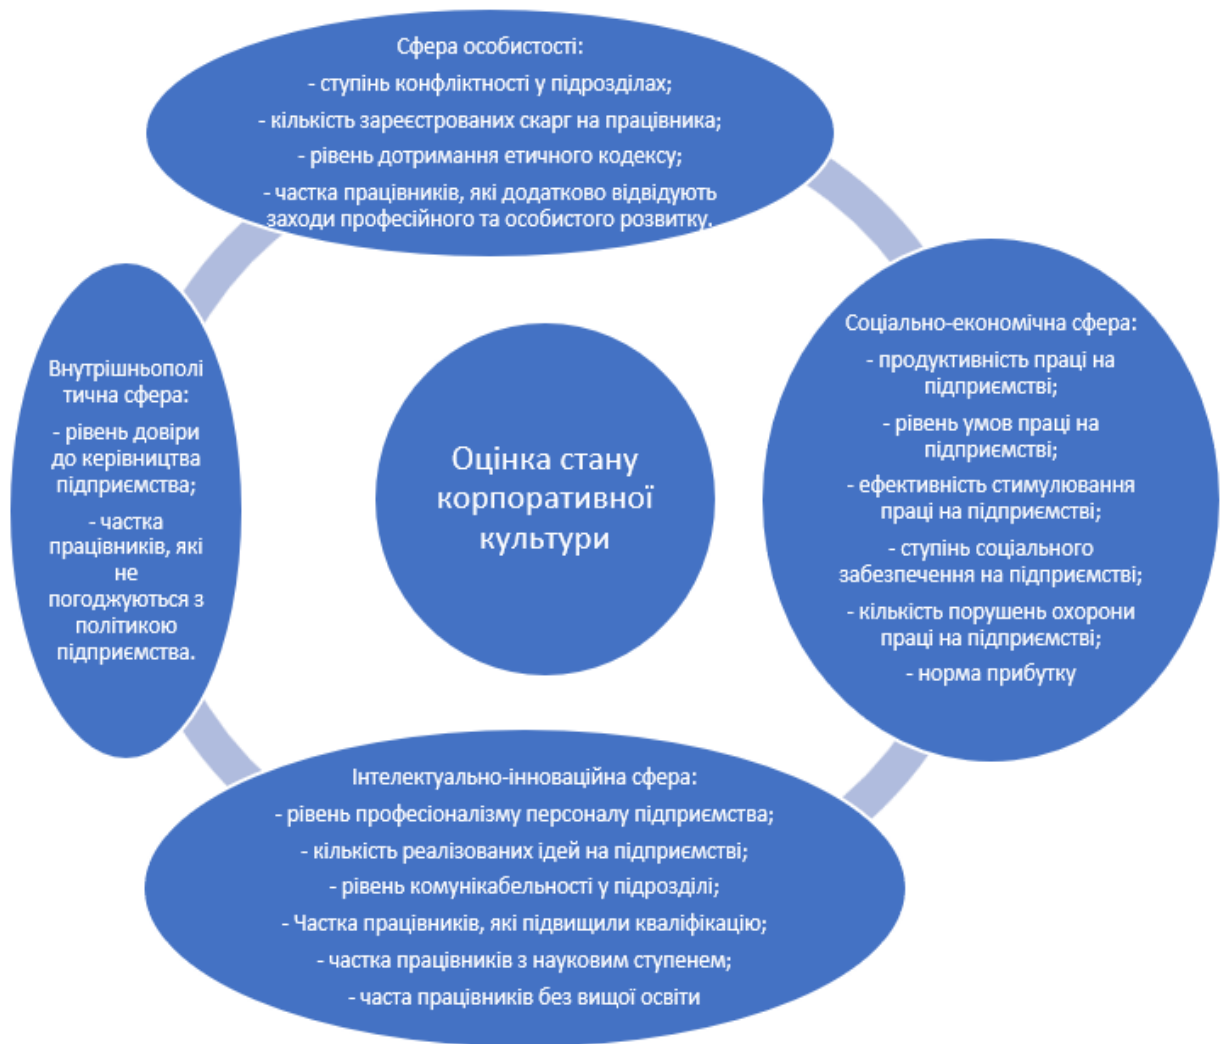 Сфера особистості:
- ступінь конфліктності у підрозділах;
- кількість зареєстрованих скарг на працівника;
- рівень дотримання етичного кодексу;
- частка працівників, які додатково відвідують
заходи професійного та особистого розвитку.
Соціально-економічна сфера:
- продуктивність праці на
підприємстві;
- рівень умов праці на
підприємстві;
- ефективність стимулювання
праці на підприємстві;
- ступінь соціального
забезпечення на підприємстві;
- кількість порушень охорони
праці на підприємстві;
- норма прибутку
Внутрішньополі
тична сфера:
- рівень довіри
до керівництва
підприємства;
- частка
працівників, які
не
погоджуються з
політикою
підприємства.
Оцінка стану
корпоративної
культури
Інтелектуально-інноваційна сфера:
- рівень професіоналізму персоналу підприємства;
- кількість реалізованих ідей на підприємстві;
- рівень комунікабельності у підрозділі;
- Частка працівників, які підвищили кваліфікацію;
- частка працівників з науковим ступенем;
- часта працівників без вищої освіти